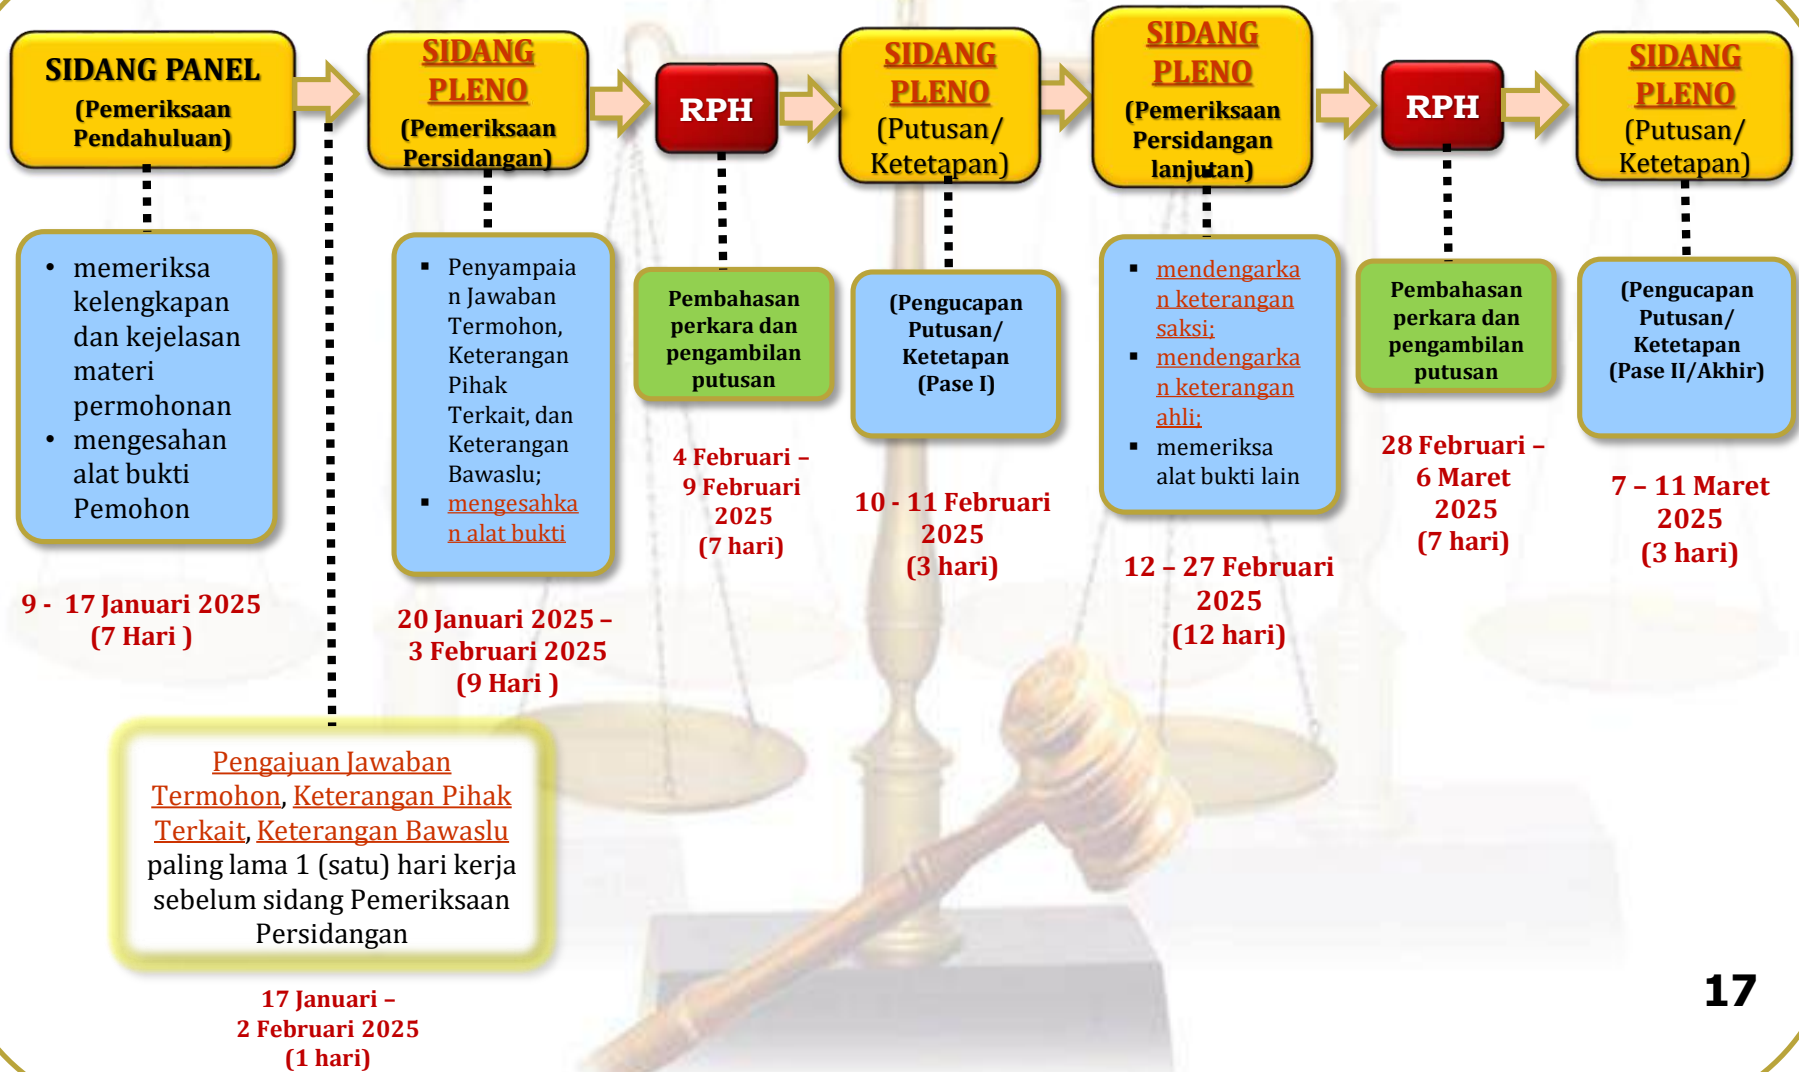 SIDANG PANEL
(Pemeriksaan
Pendahuluan)
SIDANG
PLENO
(Pemeriksaan
Persidangan)
RPH
SIDANG
PLENO
(Putusan/
Ketetapan)
SIDANG
PLENO
(Pemeriksaan
Persidangan
lanjutan)
RPH
SIDANG
PLENO
(Putusan/
Ketetapan)
• memeriksa
kelengkapan
dan kejelasan
materi
permohonan
• mengesahan
alat bukti
Pemohon
9 - 17 Januari 2025
(7 Hari )
▪ Penyampaia
n Jawaban
Termohon,
Keterangan
Pihak
Terkait, dan
Keterangan
Bawaslu;
▪ mengesahka
n alat bukti
20 Januari 2025 –
3 Februari 2025
(9 Hari )
Pembahasan
perkara dan
pengambilan
putusan
4 Februari –
9 Februari
2025
(7 hari)
(Pengucapan
Putusan/
Ketetapan
(Pase I)
10 - 11 Februari
2025
(3 hari)
▪ mendengarka
n keterangan
saksi;
▪ mendengarka
n keterangan
ahli;
▪ memeriksa
alat bukti lain
12 – 27 Februari
2025
(12 hari)
Pembahasan
perkara dan
pengambilan
putusan
28 Februari –
6 Maret
2025
(7 hari)
(Pengucapan
Putusan/
Ketetapan
(Pase II/Akhir)
7 – 11 Maret
2025
(3 hari)
Pengajuan Jawaban
Termohon, Keterangan Pihak
Terkait, Keterangan Bawaslu
paling lama 1 (satu) hari kerja
sebelum sidang Pemeriksaan
Persidangan
17 Januari –
2 Februari 2025
(1 hari)
17